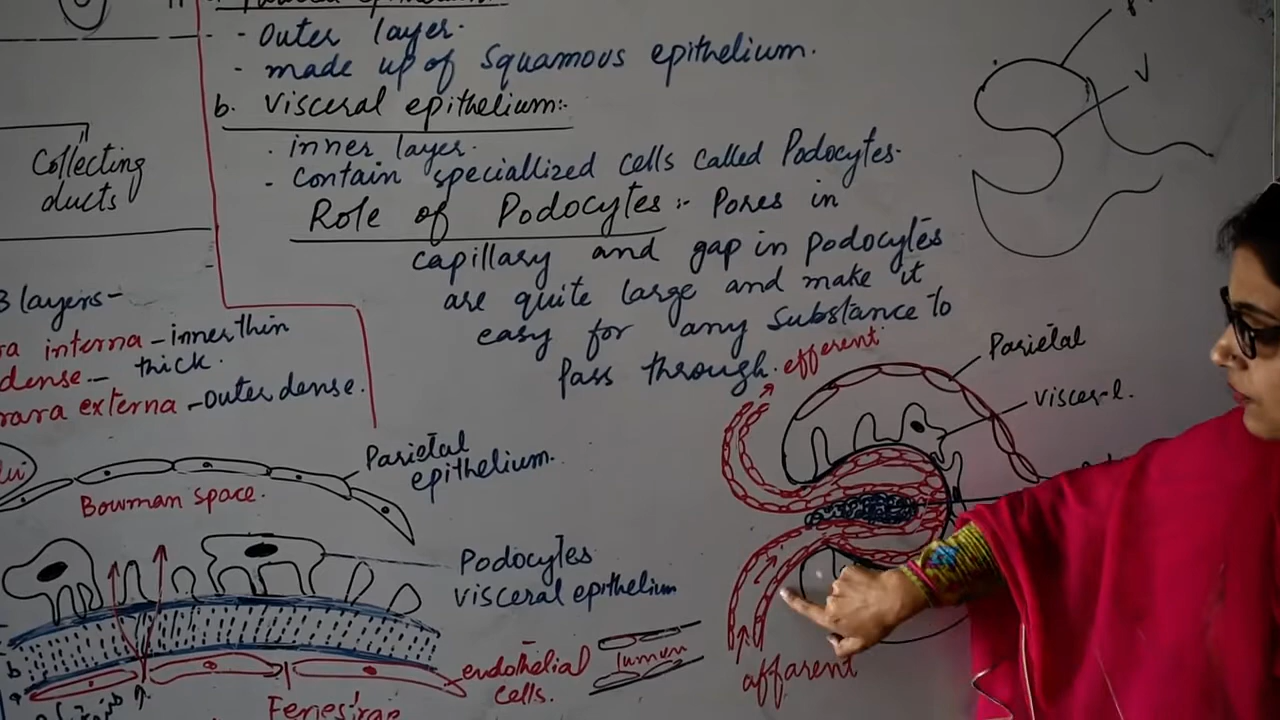 - Outer layer.
- made up of Squamous epithelium.
b. Visceral epithelium:-
. inner layer.
- Contain speciallized cells called Podocytes.
Role of Podocytes:- Pores in
capillary and gap in podocytes
are quite large and make it
easy for any substance to
pass through.
Collecting
ducts
3 layers-
ra interna - inner thin
dense - thick.
rara externa - outer dense.
Parietal
epithelium.
Bowman space.
Podocytes
visceral epithelium
endothelial
cells.
lumen
efferent
afferent
Parietal
V